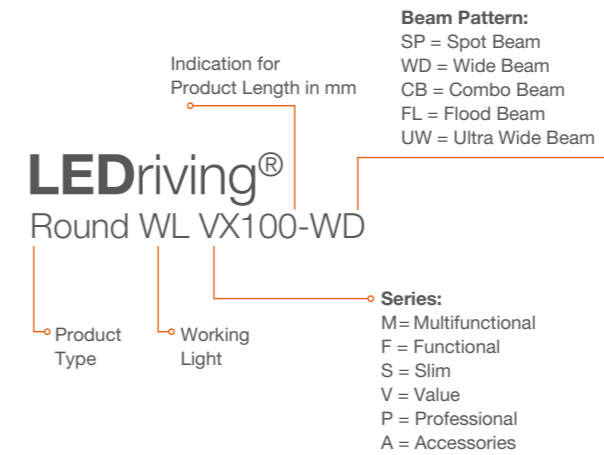 Beam Pattern:
SP = Spot Beam
WD = Wide Beam
CB = Combo Beam
FL = Flood Beam
UW = Ultra Wide Beam
Indication for
Product Length in mm
LEDriving®
Round WL VX100-WD
Product
Type
Working
Light
Series:
M= Multifunctional
F = Functional
S = Slim
V = Value
P = Professional
A = Accessories